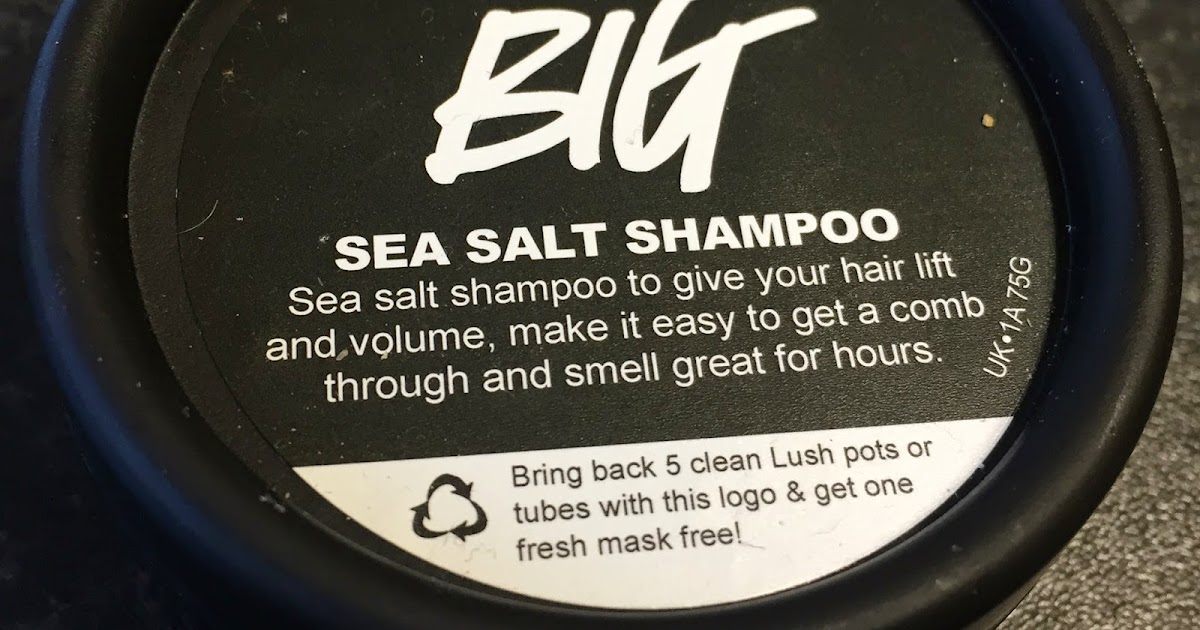 BIG
SEA SALT SHAMPOO
Sea salt shampoo to give your hair lift
and volume, make it easy to get a comb
through and smell great for hours.
UK•1A 75G
Bring back 5 clean Lush pots or
tubes with this logo & get one
fresh mask free!